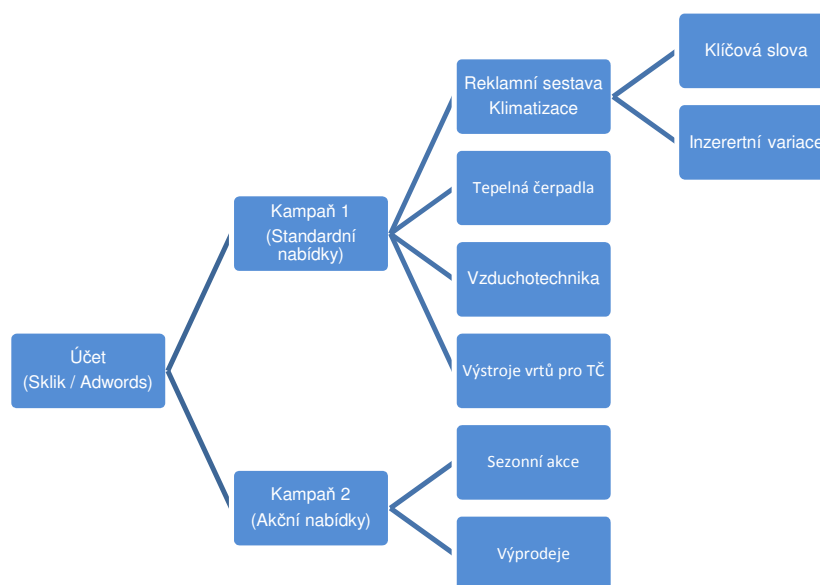 Klíčová slova
Reklamní sestava
Klimatizace
Inzerertní variace
Tepelná čerpadla
Kampaň 1
(Standardní
nabídky)
Vzduchotechnika
Účet
(Sklik / Adwords)
Výstroje vrtů pro TČ
Sezonní akce
Kampaň 2
(Akční nabídky)
Výprodeje